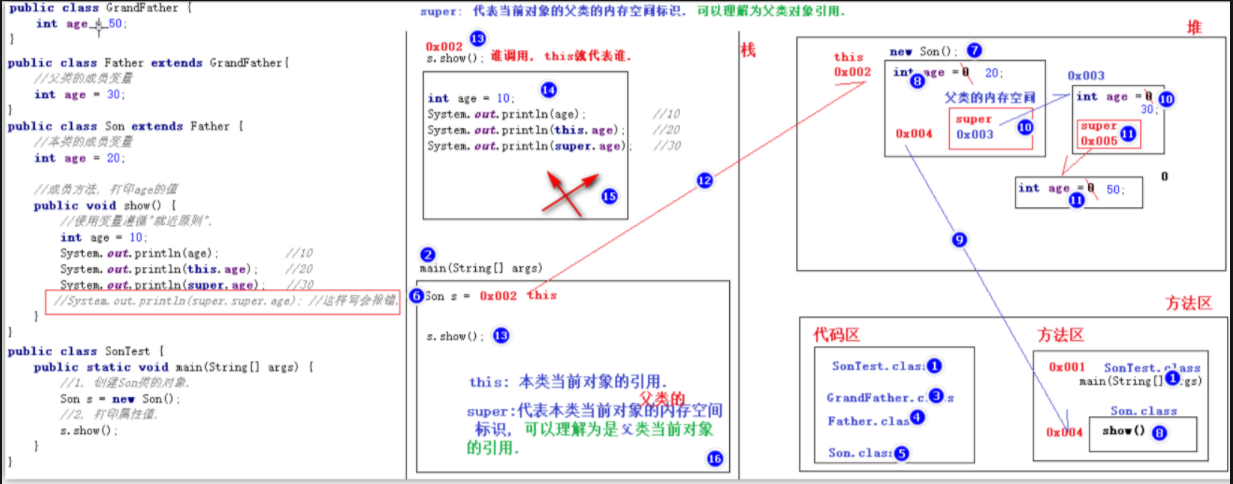 super: 代表当前对象的父类的内存空间标识. 可以理解为父类对象引用.
public class GrandFather {
int age = 50;
}
public class Father extends GrandFather{
//父类的成员变量
int age = 30;
}
public class Son extends Father {
//本类的成员变量
int age = 20;
//成员方法, 打印age的值
public void show() {
//使用变量遵循"就近原则".
int age = 10;
System.out.println(age); //10
System.out.println(this.age); //20
System.out.println(super.age); //30
//System.out.println(super.super.age); //这样写会报错.
}
}
public class SonTest {
public static void main(String[] args) {
//1. 创建Son类的对象.
Son s = new Son();
//2. 打印属性值.
s.show();
}
}
0x002 13
s.show(); 谁调用, this就代表谁.
14
int age = 10;
System.out.println(age); //10
System.out.println(this.age); //20
System.out.println(super.age); //30
15
12
2
main(String[] args)
6 Son s = 0x002 this
s.show(); 13
this: 本类当前对象的引用.
父类的
super:代表本类当前对象的内存空间
标识, 可以理解为是父类当前对象
的引用.
16
栈
堆
new Son(); 7
this
0x002
int age = 0 20;
8
父类的内存空间
super
0x003 10
0x004
0x003
int age = 0 10
30;
super 11
0x005
0
int age = 0 50;
11
9
方法区
代码区
SonTest.class 1
GrandFather.class 3
Father.class 4
Son.class 5
方法区
0x001 SonTest.class
main(String[] args) 1
Son.class
0x004 show() 8